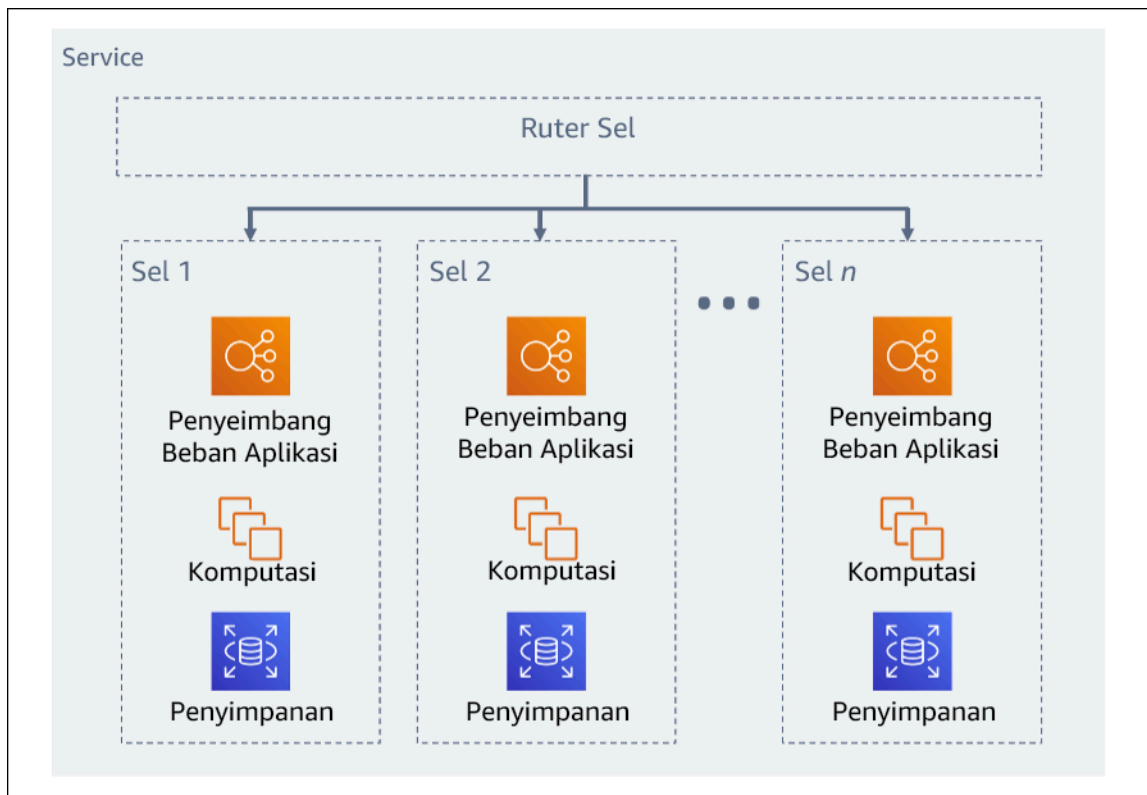 Service
Ruter Sel
Sel 1
Penyeimbang
Beban Aplikasi
Komputasi
Penyimpanan
Sel 2
Penyeimbang
Beban Aplikasi
Komputasi
Penyimpanan
Sel n
Penyeimbang
Beban Aplikasi
Komputasi
Penyimpanan